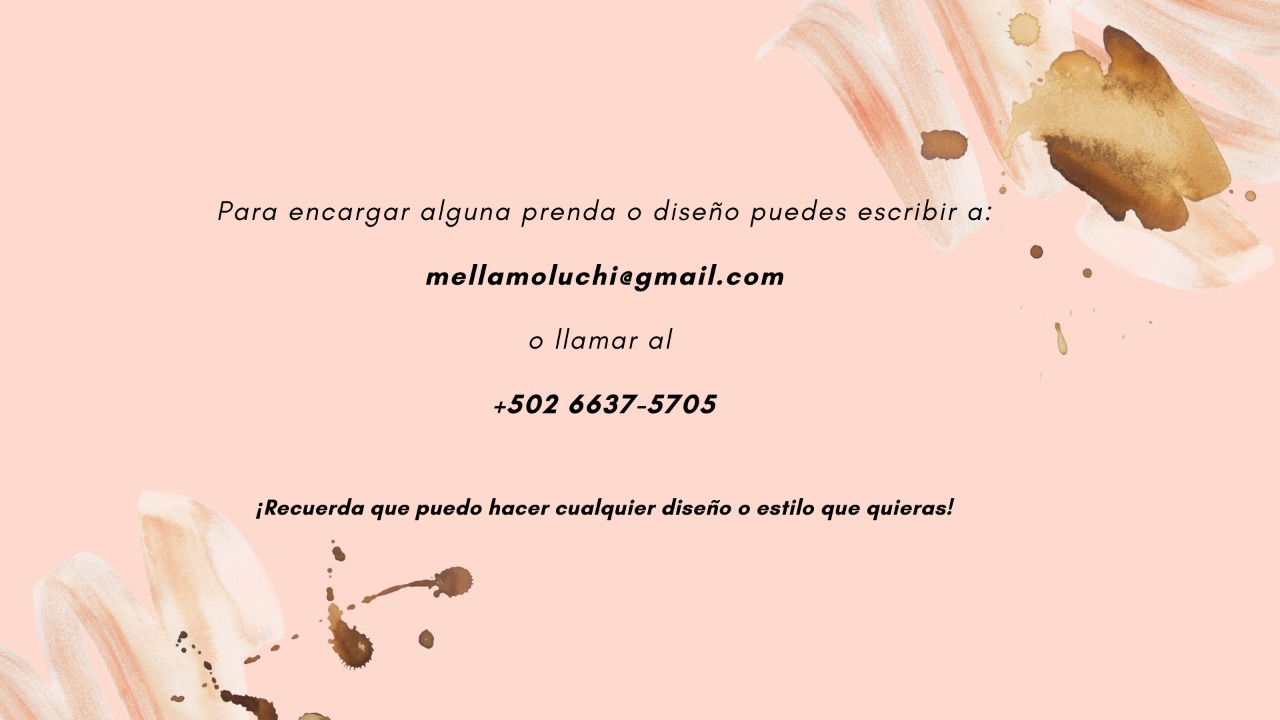 Para encargar alguna prenda o diseño puedes escribir a:
mellamoluchi@gmail.com
o llamar al
+502 6637-5705
¡Recuerda que puedo hacer cualquier diseño o estilo que quieras!